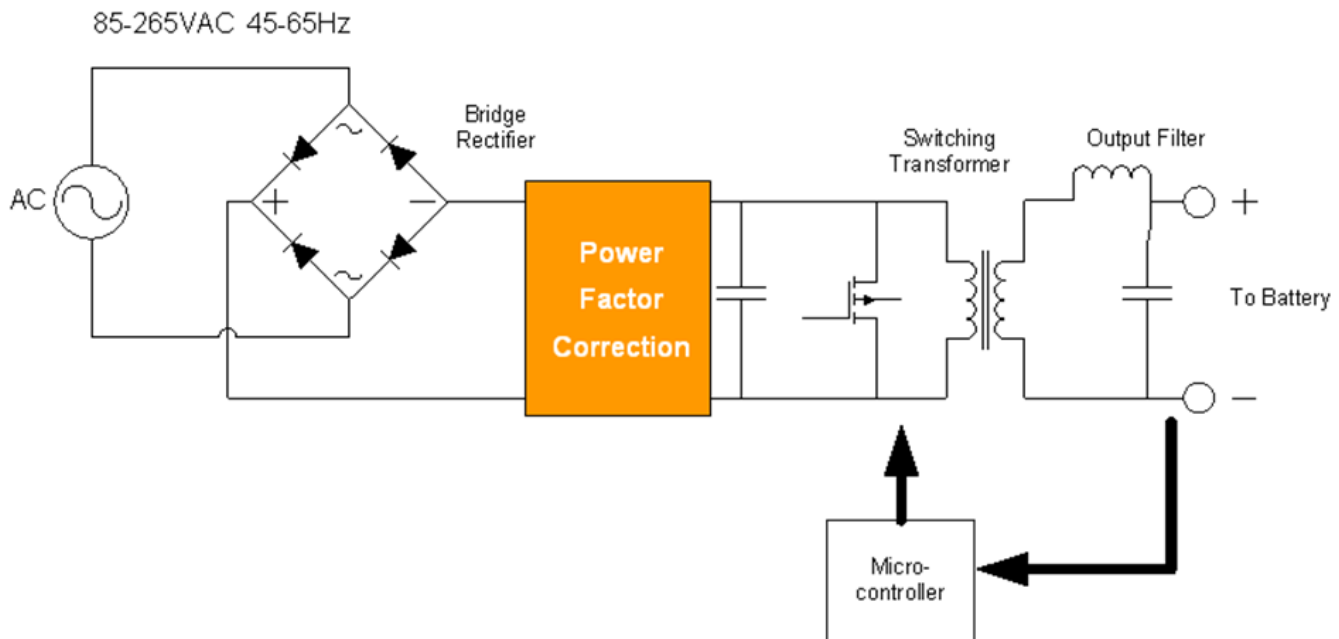 85-265VAC 45-65Hz
Bridge
Rectifier
Switching
Transformer
Output Filter
AC
+
−
+
Power
Factor
Correction
To Battery
−
Micro-
controller